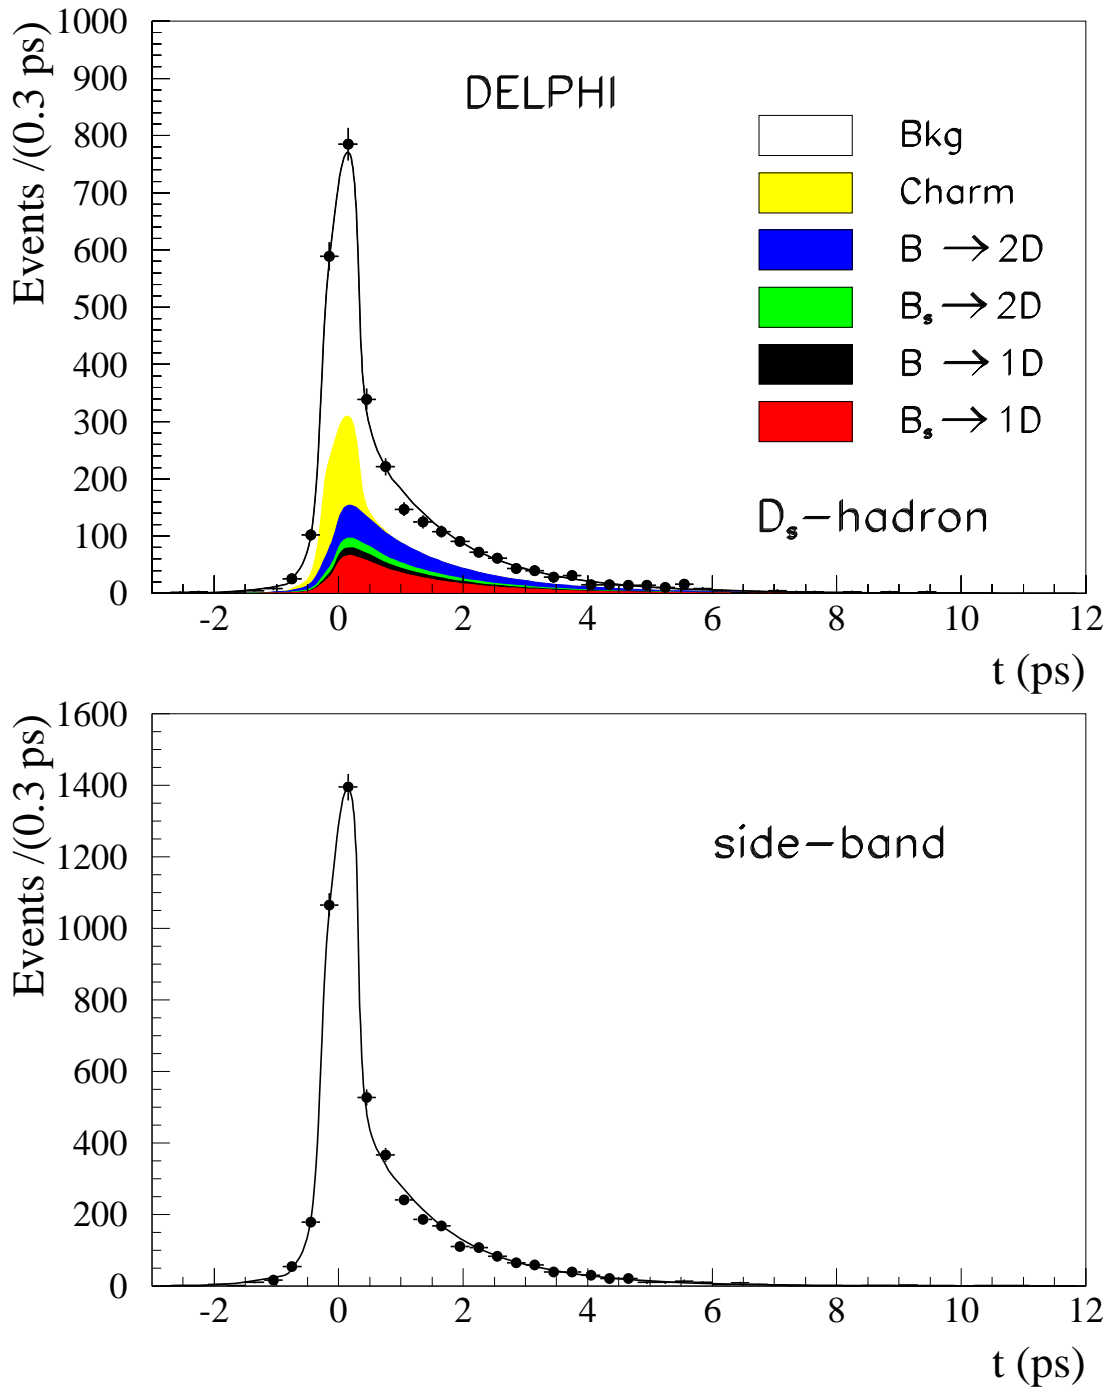 Events /(0.3 ps)
1000
900
800
700
600
500
400
300
200
100
0
DELPHI
Bkg
Charm
B → 2D
Bₛ → 2D
B → 1D
Bₛ → 1D
Dₛ–hadron
-2 0 2 4 6 8 10 12
t (ps)
Events /(0.3 ps)
1600
1400
1200
1000
800
600
400
200
0
side–band
-2 0 2 4 6 8 10 12
t (ps)